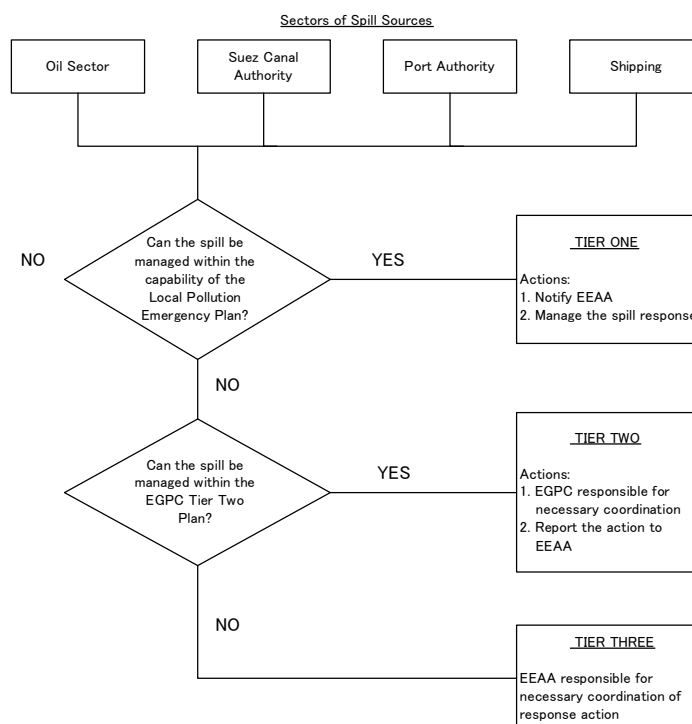 Sectors of Spill Sources
Oil Sector
Suez Canal
Authority
Port Authority
Shipping
NO
Can the spill be
managed within the
capability of the
Local Pollution
Emergency Plan?
YES
TIER ONE
Actions:
1. Notify EEAA
2. Manage the spill response
NO
Can the spill be
managed within the
EGPC Tier Two
Plan?
YES
TIER TWO
Actions:
1. EGPC responsible for
necessary coordination
2. Report the action to
EEAA
NO
TIER THREE
EEAA responsible for
necessary coordination of
response action